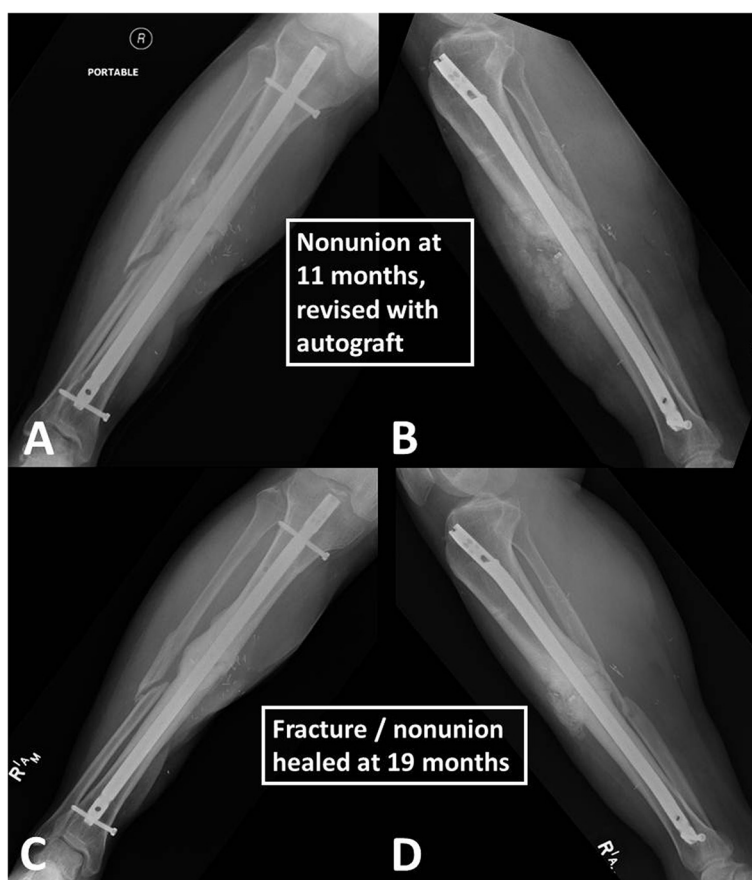 R
PORTABLE
Nonunion at
11 months,
revised with
autograft
A
B
Fracture / nonunion
healed at 19 months
R/A M
C
D
R/A.